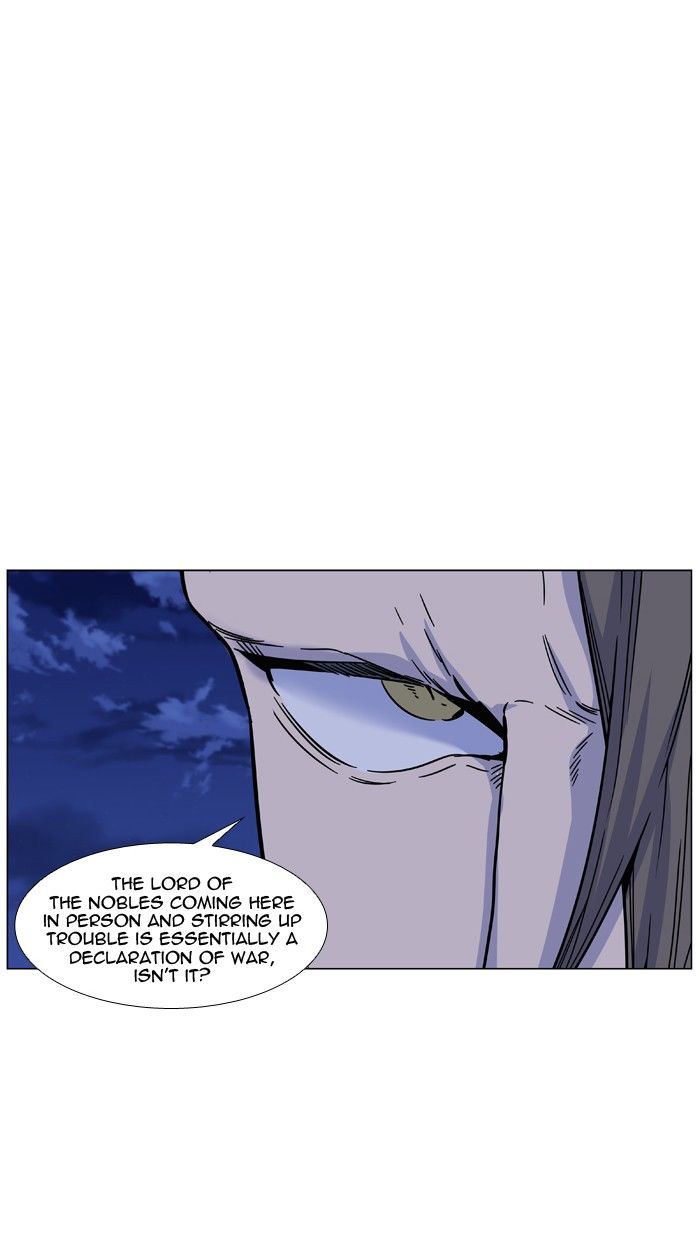 THE LORD OF
THE NOBLES COMING HERE
IN PERSON AND STIRRING UP
TROUBLE IS ESSENTIALLY A
DECLARATION OF WAR,
ISN'T IT?